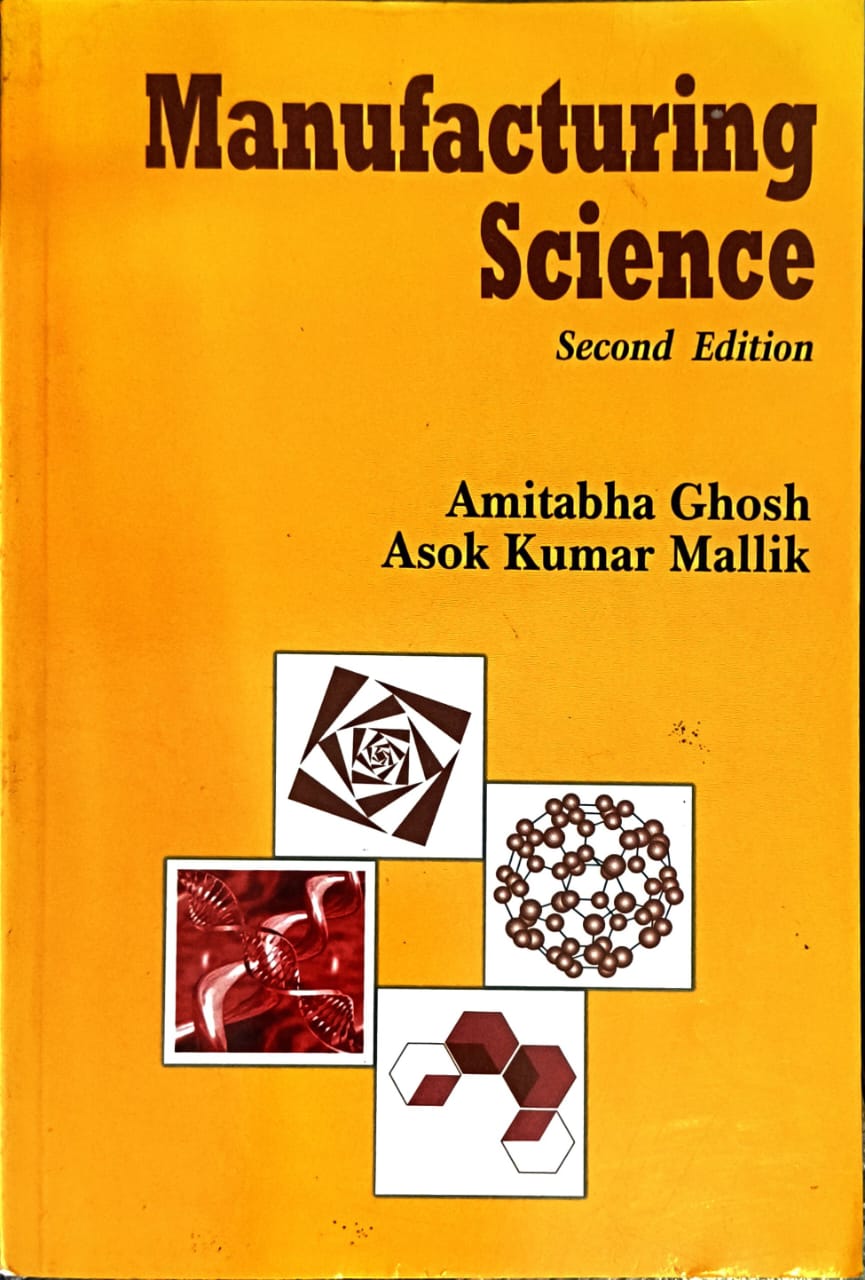 Manufacturing
Science
Second Edition
Amitabha Ghosh
Asok Kumar Mallik